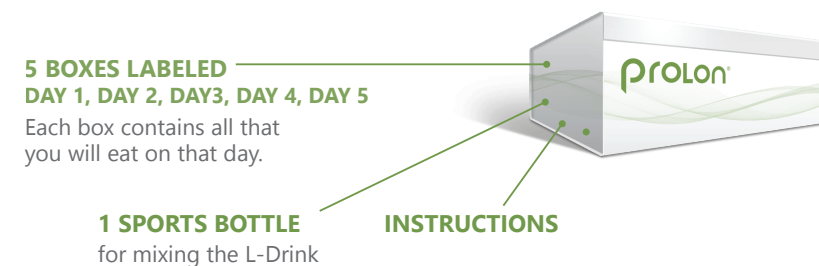 5 BOXES LABELED
DAY 1, DAY 2, DAY3, DAY 4, DAY 5
Each box contains all that
you will eat on that day.
PROLON®
1 SPORTS BOTTLE
for mixing the L-Drink
INSTRUCTIONS